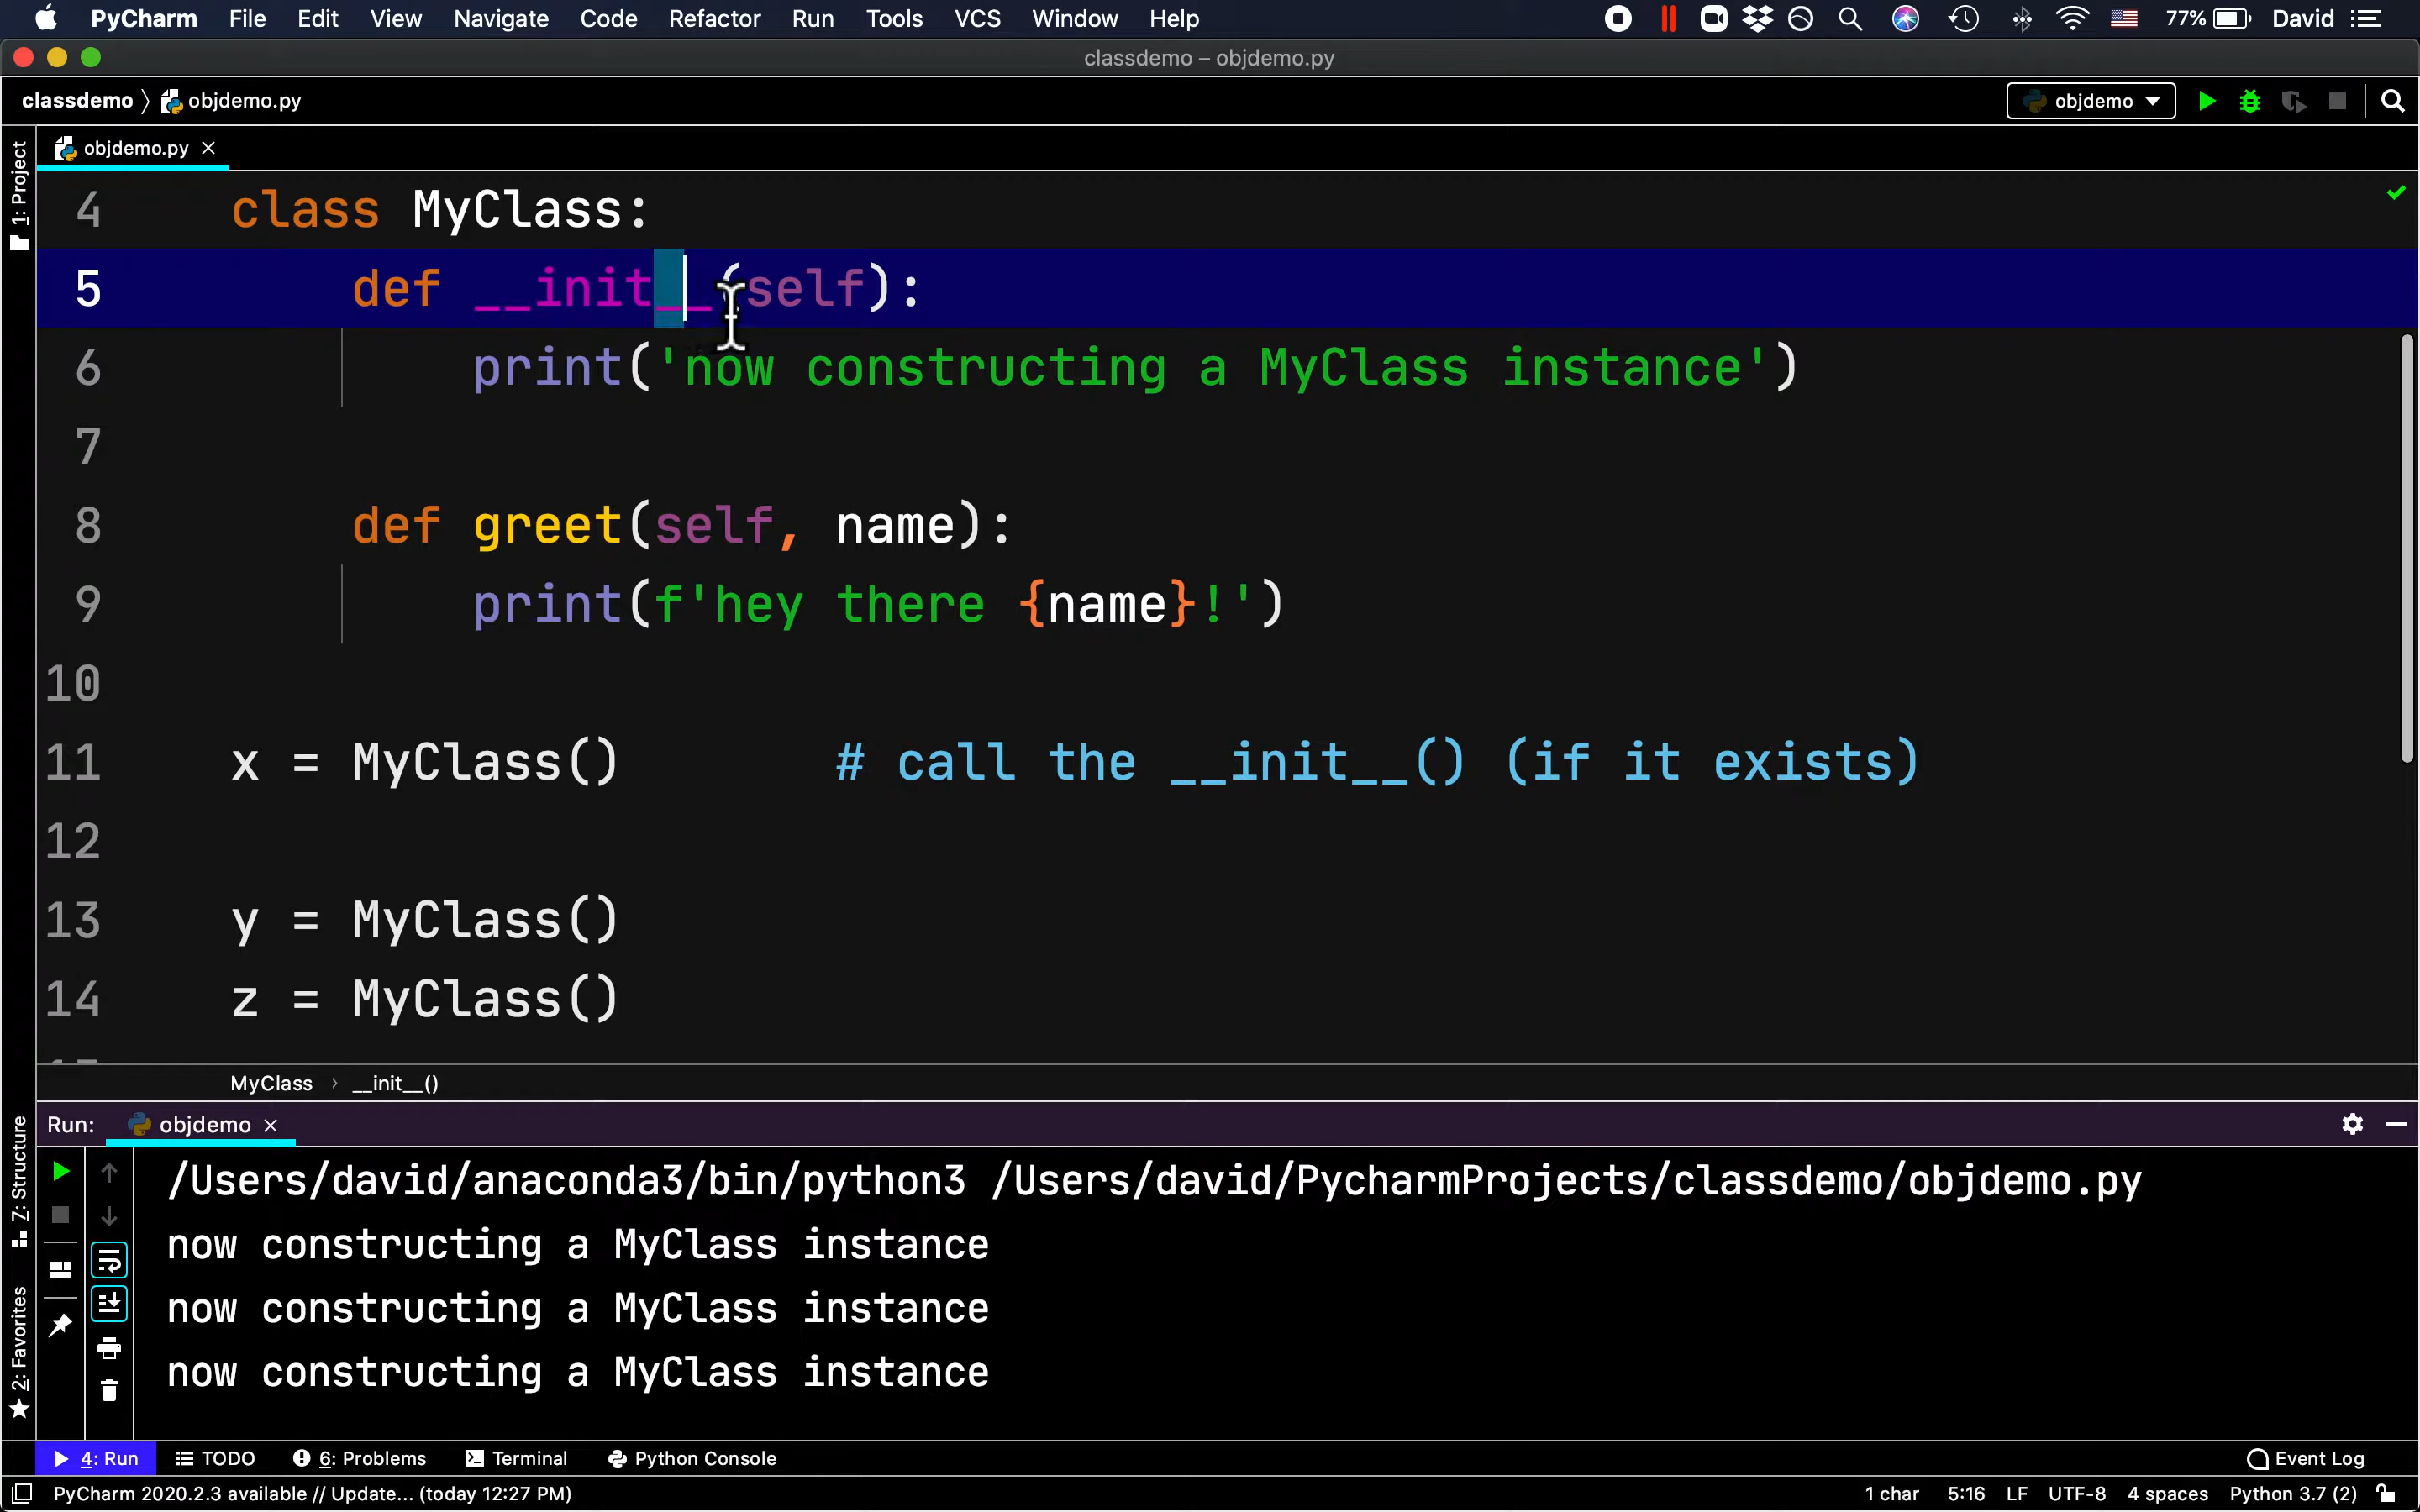 PyCharm File Edit View Navigate Code Refactor Run Tools VCS Window Help 77% David
classdemo – objdemo.py
classdemo objdemo.py objdemo
1: Project
objdemo.py
4 class MyClass:
5 def __init__(self):
6 print('now constructing a MyClass instance')
7
8 def greet(self, name):
9 print(f'hey there {name}!')
10
11 x = MyClass() # call the __init__() (if it exists)
12
13 y = MyClass()
14 z = MyClass()
MyClass › __init__()
Run: objdemo
Z: Structure
2: Favorites
/Users/david/anaconda3/bin/python3 /Users/david/PycharmProjects/classdemo/objdemo.py
now constructing a MyClass instance
now constructing a MyClass instance
now constructing a MyClass instance
4: Run TODO 6: Problems Terminal Python Console Event Log
PyCharm 2020.2.3 available // Update... (today 12:27 PM) 1 char 5:16 LF UTF-8 4 spaces Python 3.7 (2)